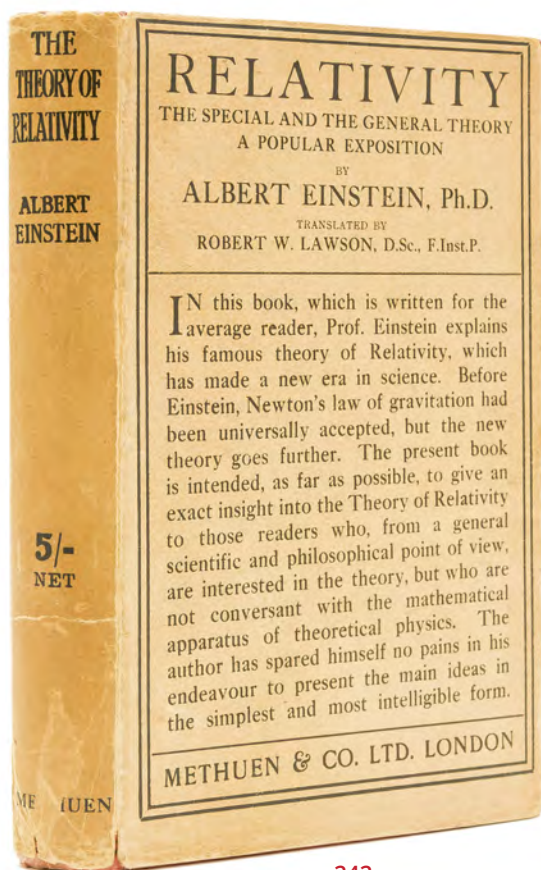 THE
THEORY OF
RELATIVITY
ALBERT
EINSTEIN
5/-
NET
RELATIVITY
THE SPECIAL AND THE GENERAL THEORY
A POPULAR EXPOSITION
BY
ALBERT EINSTEIN, Ph.D.
TRANSLATED BY
ROBERT W. LAWSON, D.Sc., F.Inst.P.
IN this book, which is written for the
average reader, Prof. Einstein explains
his famous theory of Relativity, which
has made a new era in science. Before
Einstein, Newton's law of gravitation had
been universally accepted, but the new
theory goes further. The present book
is intended, as far as possible, to give an
exact insight into the Theory of Relativity
to those readers who, from a general
scientific and philosophical point of view,
are interested in the theory, but who are
not conversant with the mathematical
apparatus of theoretical physics. The
author has spared himself no pains in his
endeavour to present the main ideas in
the simplest and most intelligible form.
METHUEN & CO. LTD. LONDON